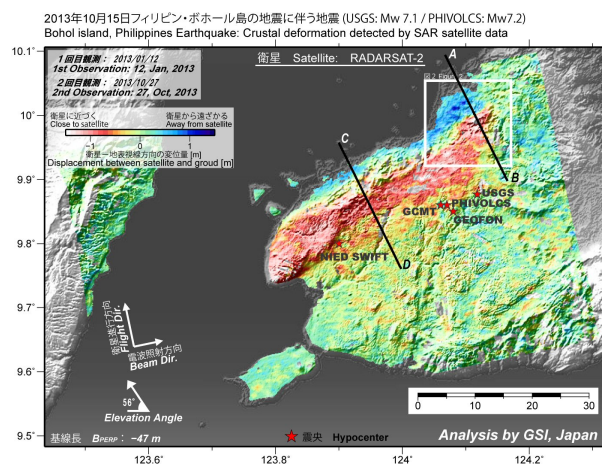 2013年10月15日フィリピン・ボホール島の地震に伴う地震 (USGS: Mw 7.1 / PHIVOLCS: Mw7.2)
Bohol island, Philippines Earthquake: Crustal deformation detected by SAR satellite data
10.1°
10°
9.9°
9.8°
9.7°
9.6°
9.5°
1回目観測 : 2013/01/12
1st Observation: 12, Jan, 2013
2回目観測 : 2013/10/27
2nd Observation: 27, Oct, 2013
衛星 Satellite: RADARSAT-2
衛星に近づく 衛星から遠ざかる
Close to satellite Away from satellite
−1 0 1
衛星ー地表視線方向の変位量 [m]
Displacement between satellite and groud [m]
A
B
C
D
USGS
GCMT
PHIVOLCS
GEOFON
NIED SWIFT
衛星進行方向
Flight Dir.
電波照射方向
Beam Dir.
56°
Elevation Angle
基線長 BPERP : −47 m
震央 Hypocenter
0 10 20 30
Analysis by GSI, Japan
123.6° 123.8° 124° 124.2°